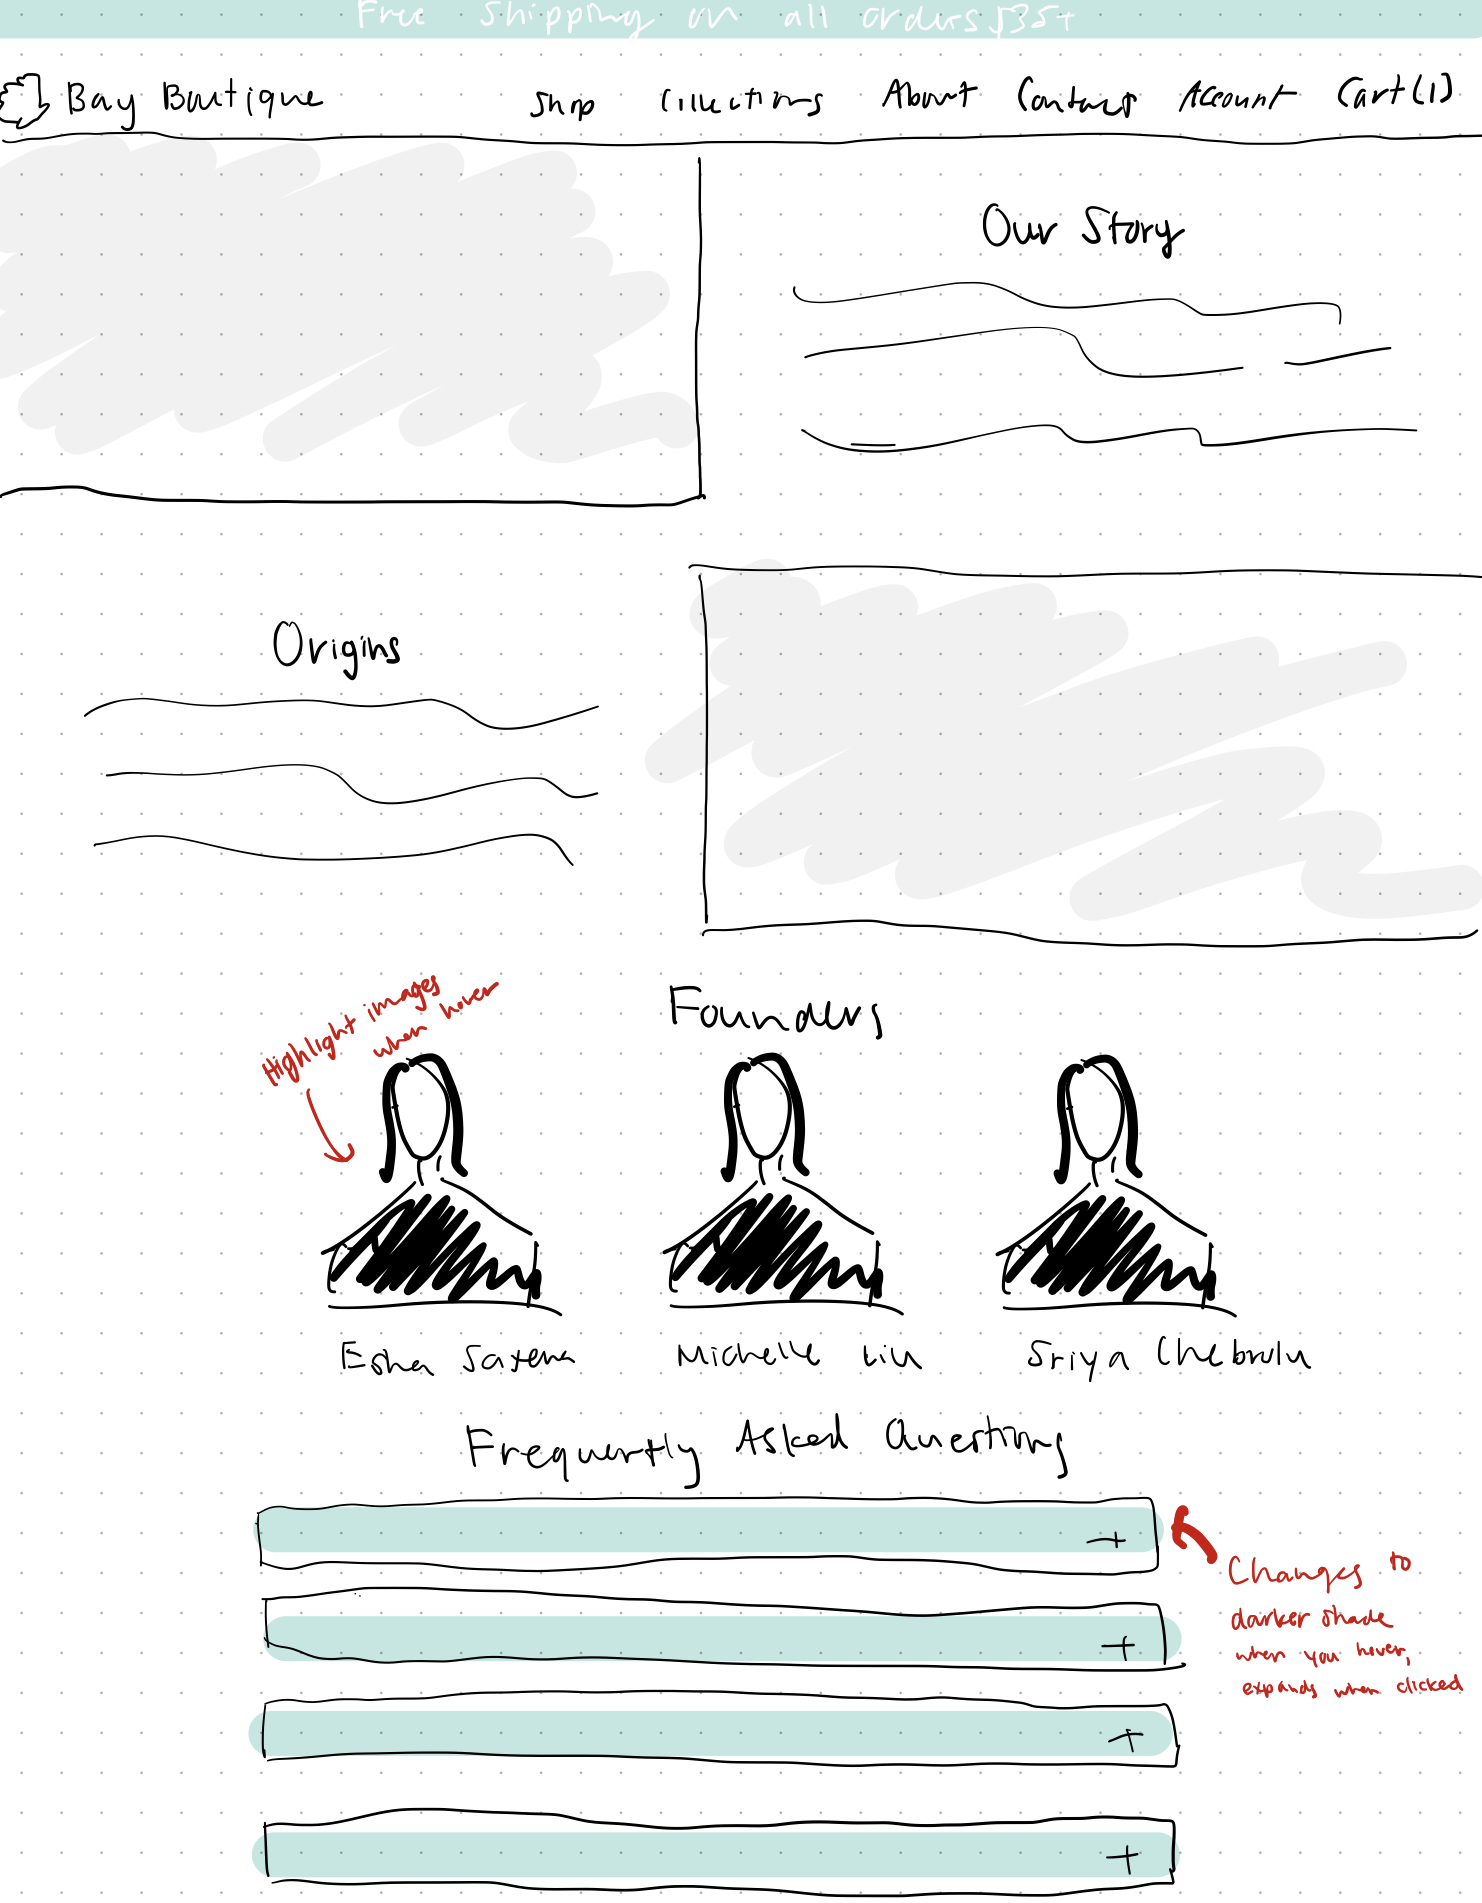 Free Shipping on all orders $35+
Bay Boutique Shop Collections About Contact Account Cart (1)
Our Story
Origins
Highlight images
when hover
Founders
Esha Saxena Michelle Liu Sriya Chebrolu
Frequently Asked Questions
+
Changes to
darker shade
when you hover,
expands when clicked
+
+
+